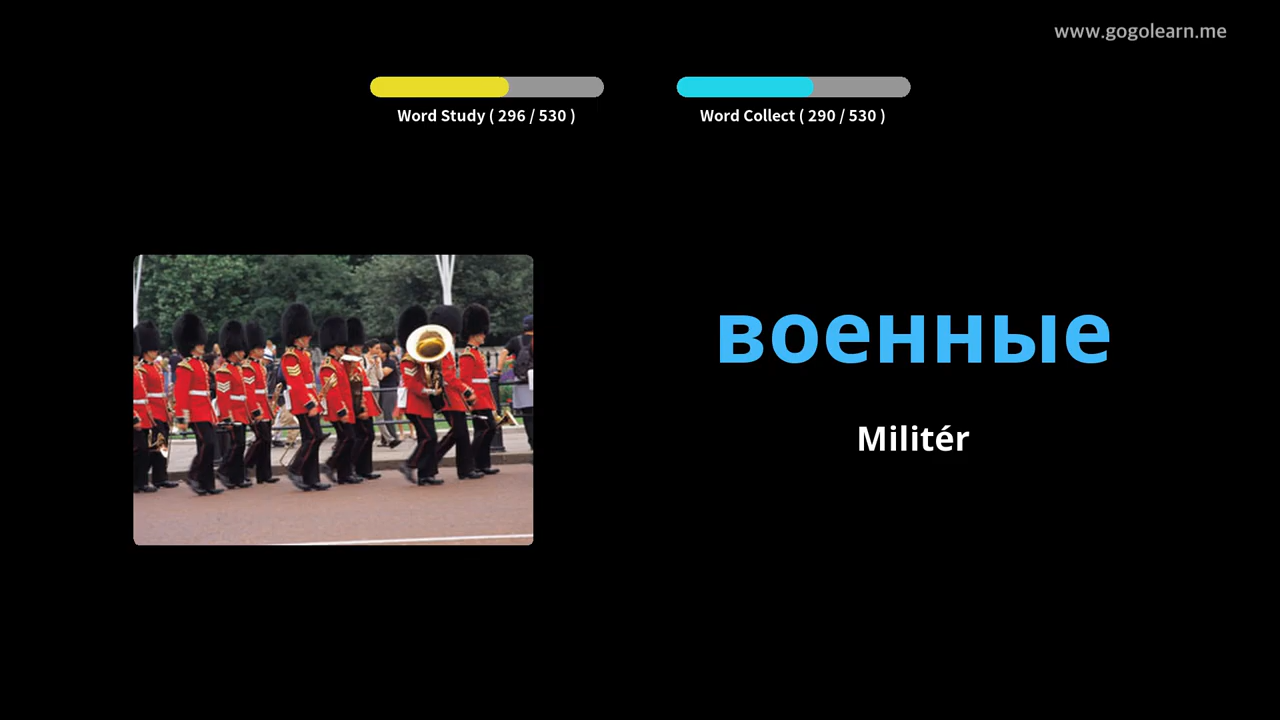 www.gogolearn.me
Word Study ( 296 / 530 )
Word Collect ( 290 / 530 )
военные
Militér